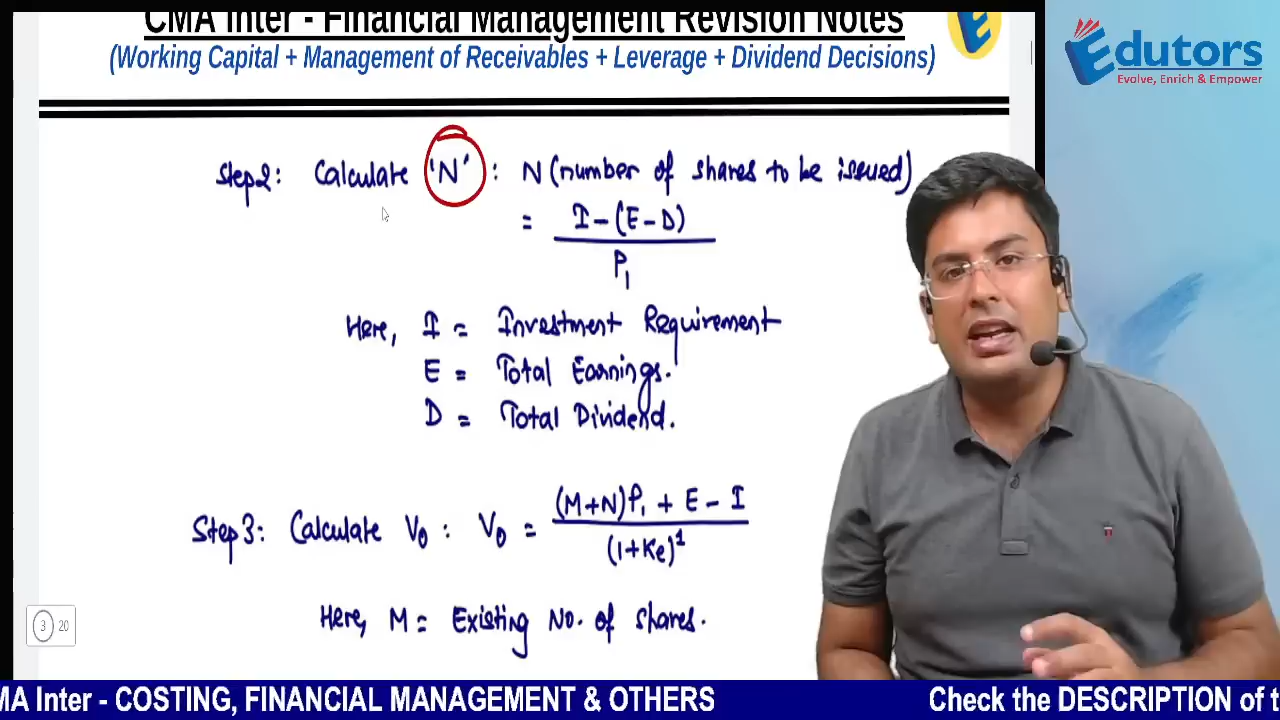 CMA Inter - Financial Management Revision Notes
(Working Capital + Management of Receivables + Leverage + Dividend Decisions)
Edutors
Evolve, Enrich & Empower
Step2: Calculate 'N' : N (number of shares to be issued)
= I - (E - D)
P₁
Here, I = Investment Requirement
E = Total Earnings.
D = Total Dividend.
Step 3: Calculate V₀ : V₀ = (M+N)P₁ + E - I
(1+Ke)¹
Here, M = Existing No. of shares.
3 20
MA Inter - COSTING, FINANCIAL MANAGEMENT & OTHERS
Check the DESCRIPTION of t